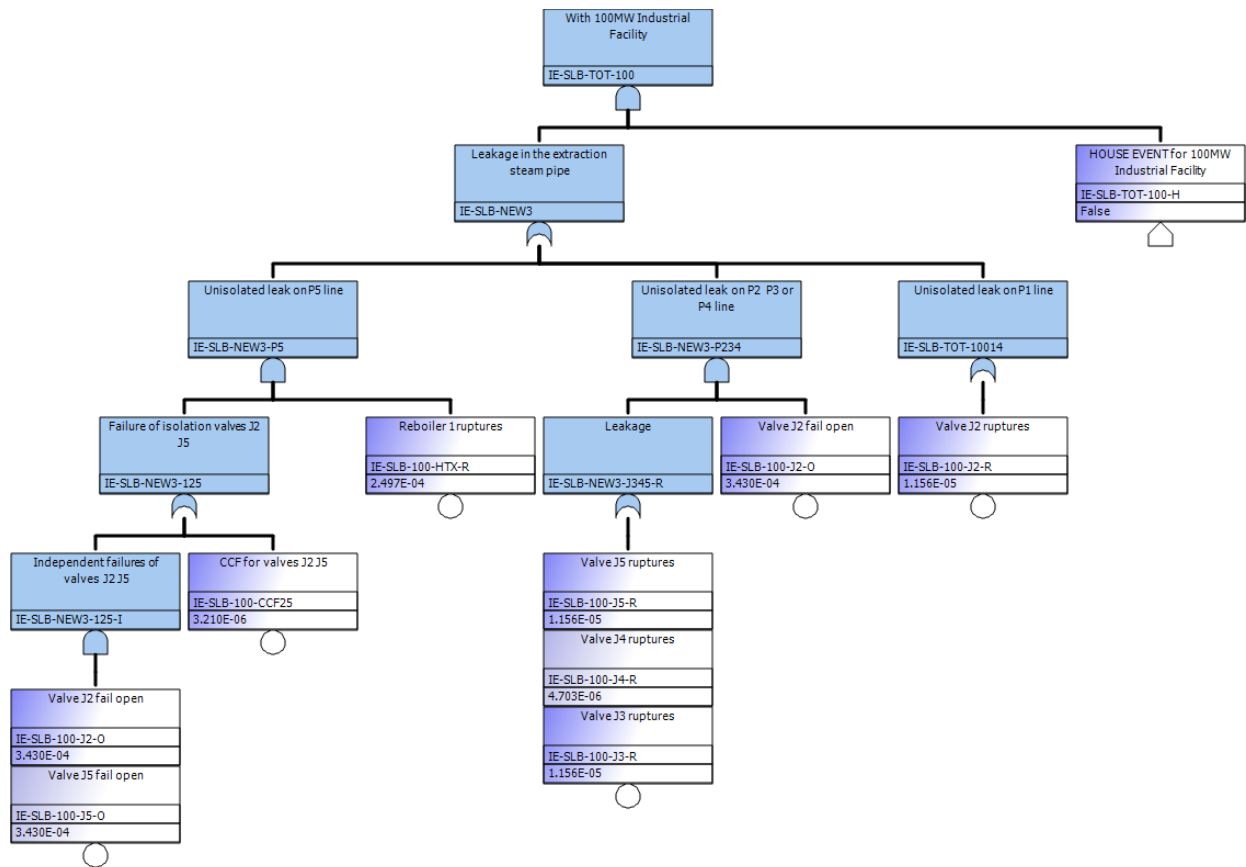 With 100MW Industrial
Facility
IE-SLB-TOT-100
Leakage in the extraction
steam pipe
IE-SLB-NEW3
HOUSE EVENT for 100MW
Industrial Facility
IE-SLB-TOT-100-H
False
Unisolated leak on P5 line
IE-SLB-NEW3-P5
Unisolated leak on P2 P3 or
P4 line
IE-SLB-NEW3-P234
Unisolated leak on P1 line
IE-SLB-TOT-10014
Failure of isolation valves J2
J5
IE-SLB-NEW3-125
Reboiler 1 ruptures
IE-SLB-100-HTX-R
2.497E-04
Leakage
IE-SLB-NEW3-J345-R
Valve J2 fail open
IE-SLB-100-J2-O
3.430E-04
Valve J2 ruptures
IE-SLB-100-J2-R
1.156E-05
Independent failures of
valves J2 J5
IE-SLB-NEW3-125-I
CCF for valves J2 J5
IE-SLB-100-CCF25
3.210E-06
Valve J5 ruptures
IE-SLB-100-J5-R
1.156E-05
Valve J4 ruptures
IE-SLB-100-J4-R
4.703E-06
Valve J3 ruptures
IE-SLB-100-J3-R
1.156E-05
Valve J2 fail open
IE-SLB-100-J2-O
3.430E-04
Valve J5 fail open
IE-SLB-100-J5-O
3.430E-04